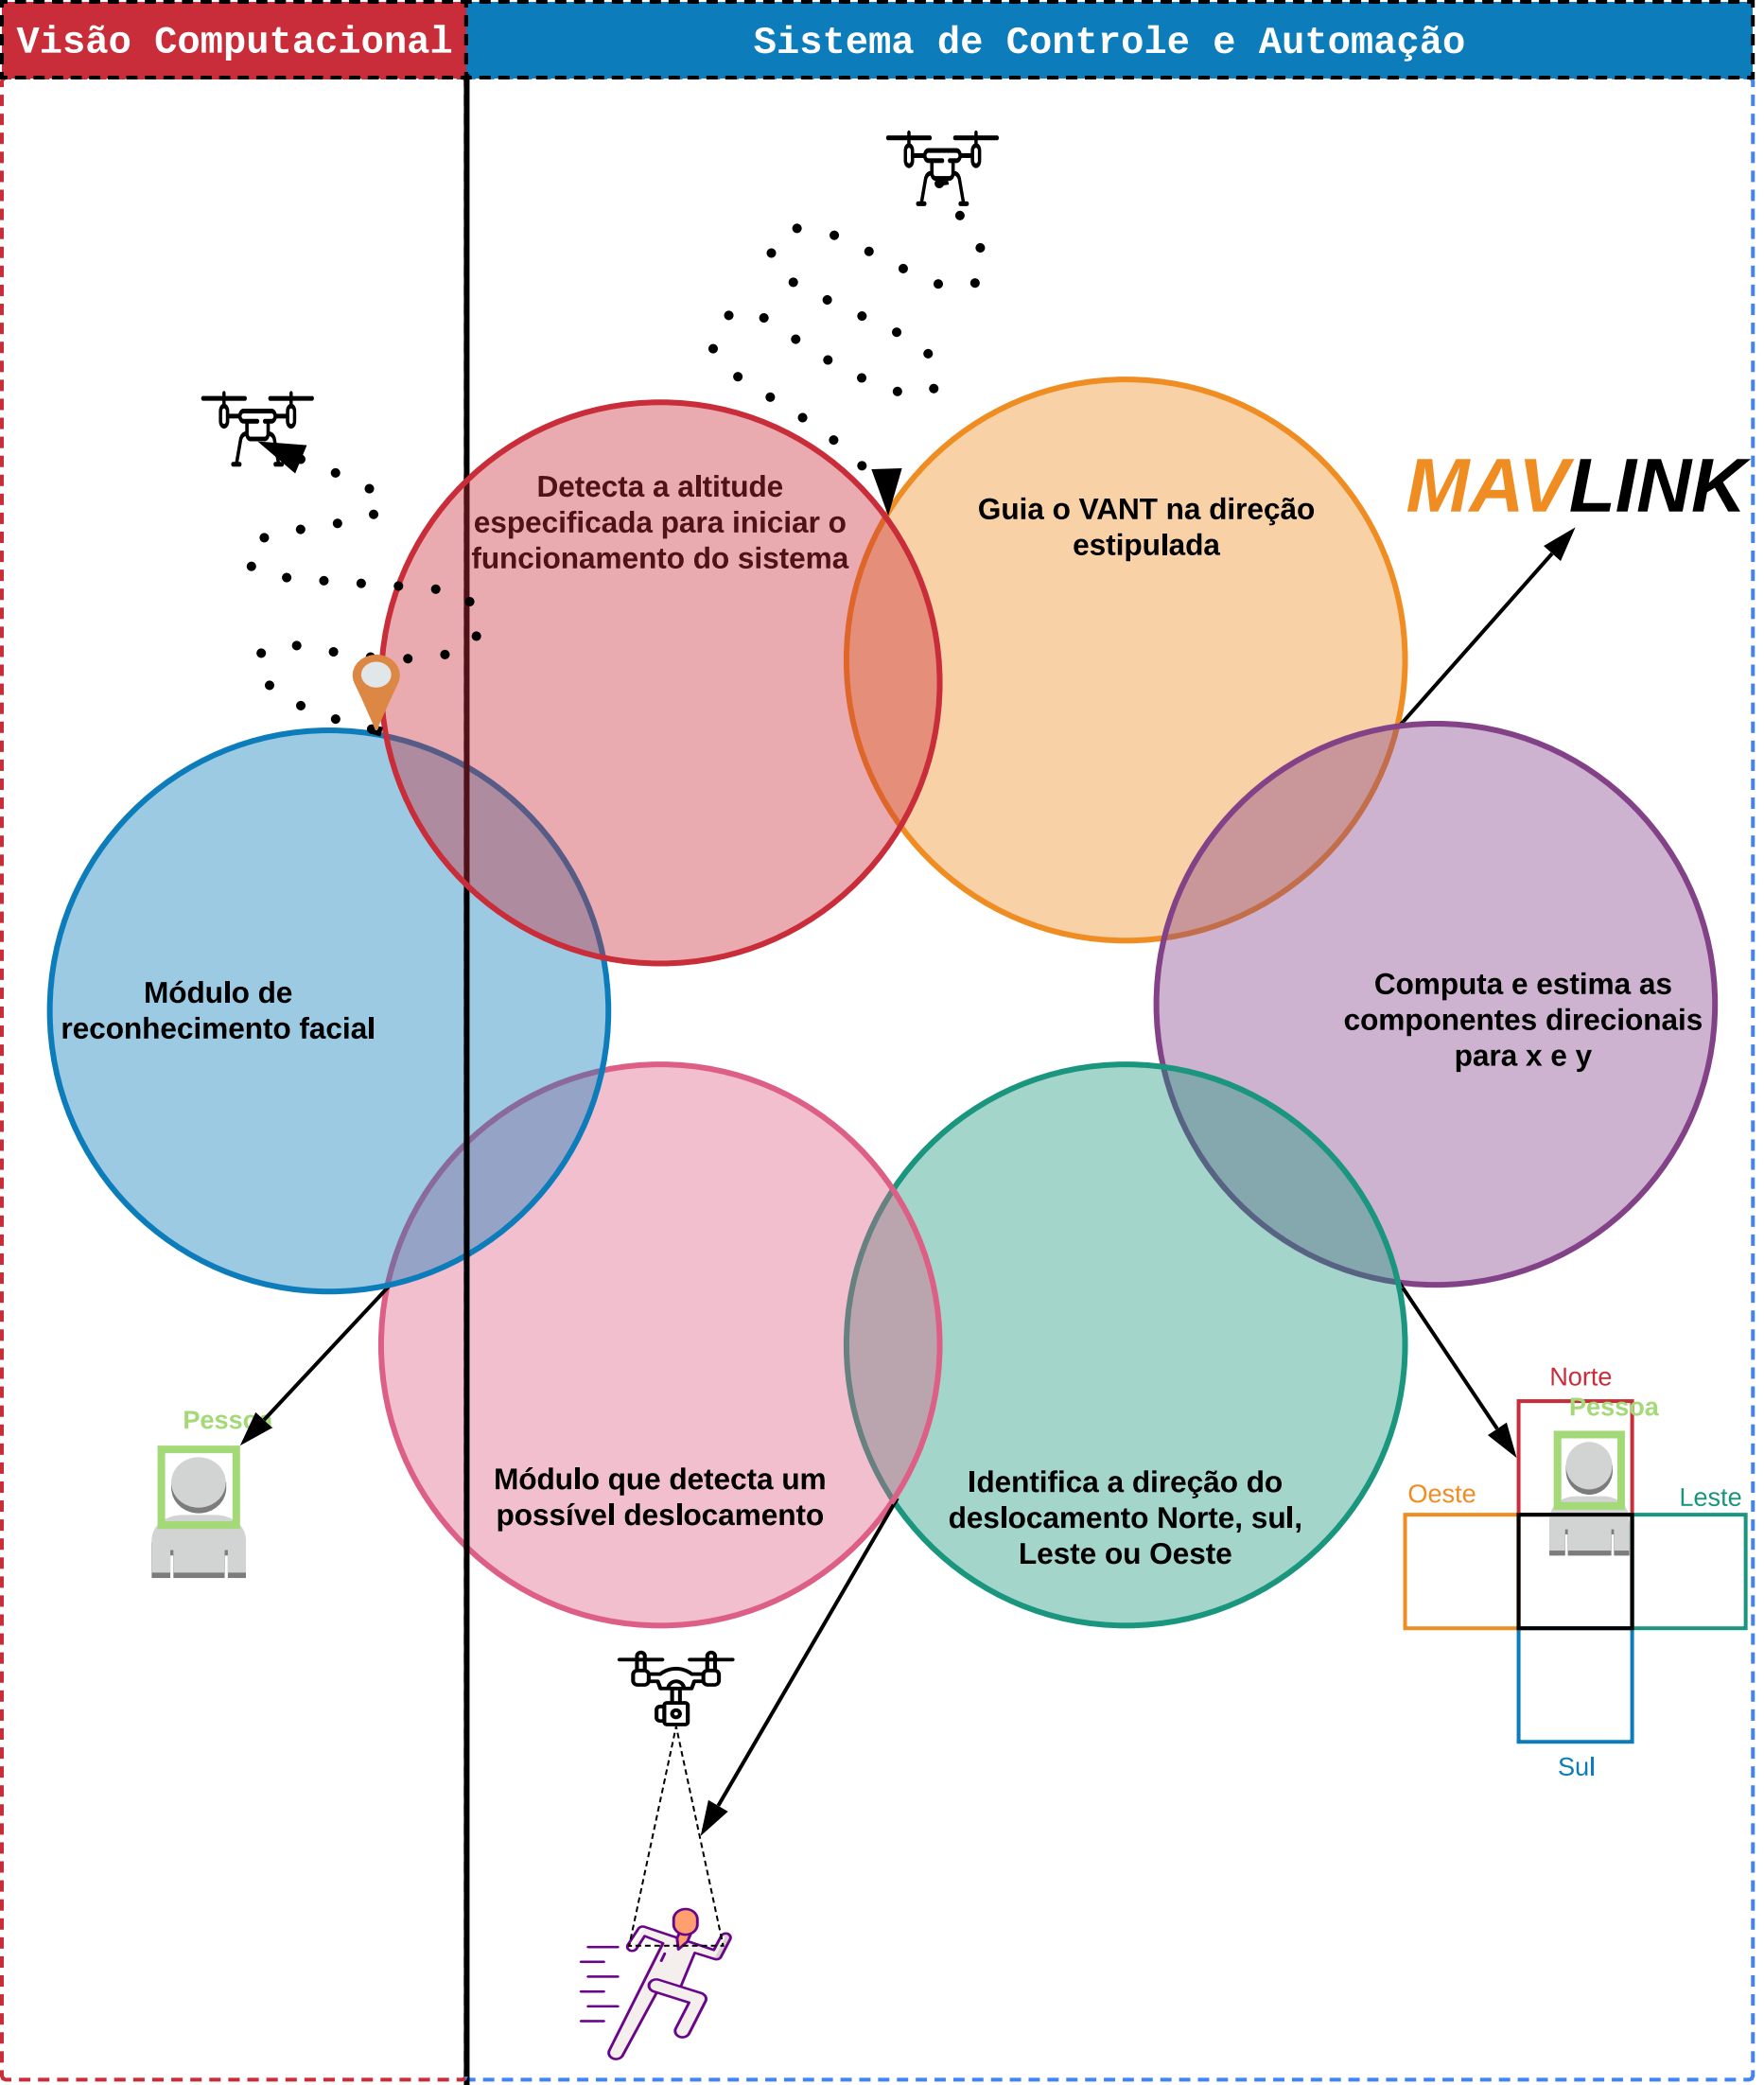 Visão Computacional
Sistema de Controle e Automação
Detecta a altitude
especificada para iniciar o
funcionamento do sistema
Guia o VANT na direção
estipulada
MAVLINK
Módulo de
reconhecimento facial
Computa e estima as
componentes direcionais
para x e y
Pessoa
Módulo que detecta um
possível deslocamento
Identifica a direção do
deslocamento Norte, sul,
Leste ou Oeste
Norte
Pessoa
Oeste
Leste
Sul